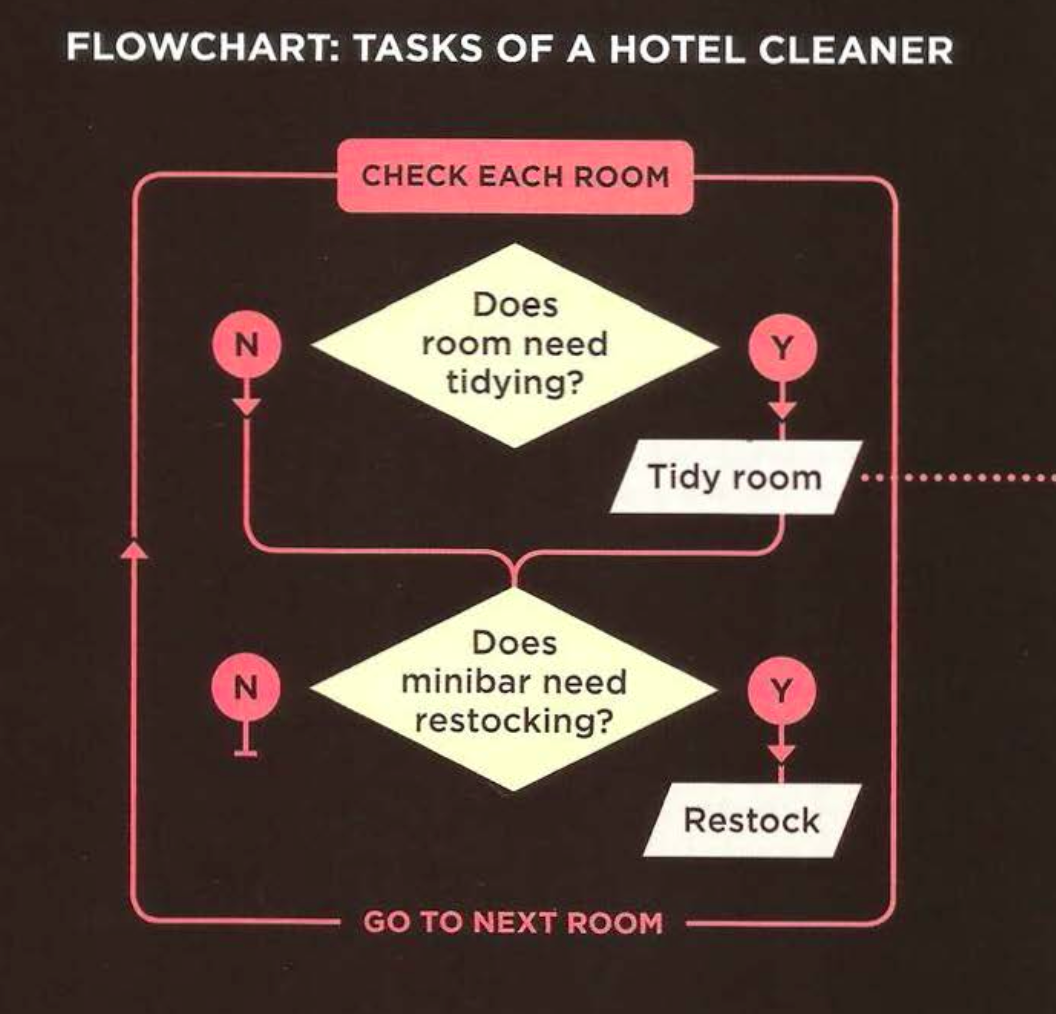 FLOWCHART: TASKS OF A HOTEL CLEANER
CHECK EACH ROOM
Does
room need
tidying?
N
Y
Tidy room
Does
minibar need
restocking?
N
Y
Restock
GO TO NEXT ROOM